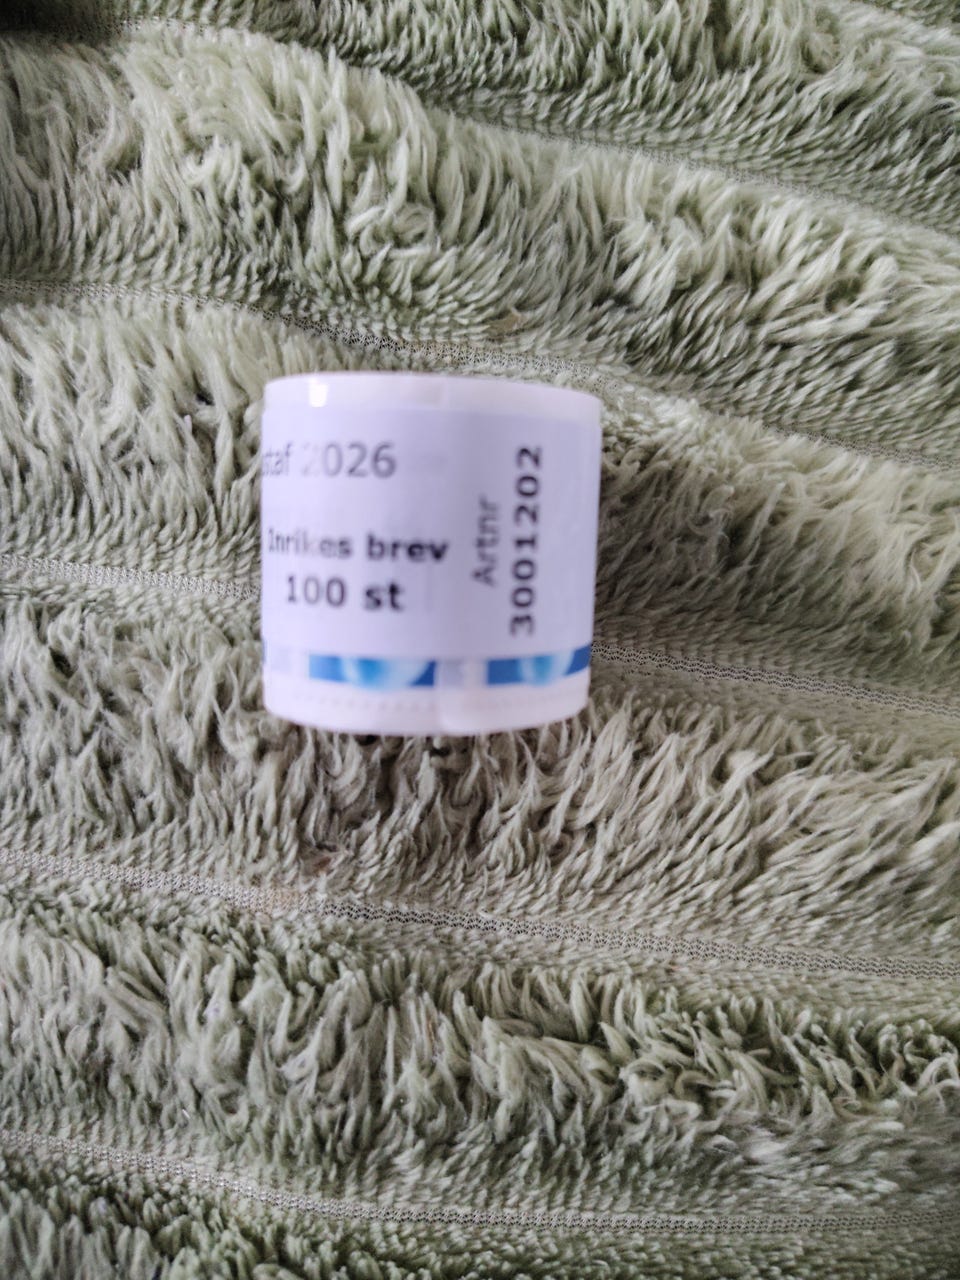 staf 2026
Inrikes brev
100 st
Artnr
3001202